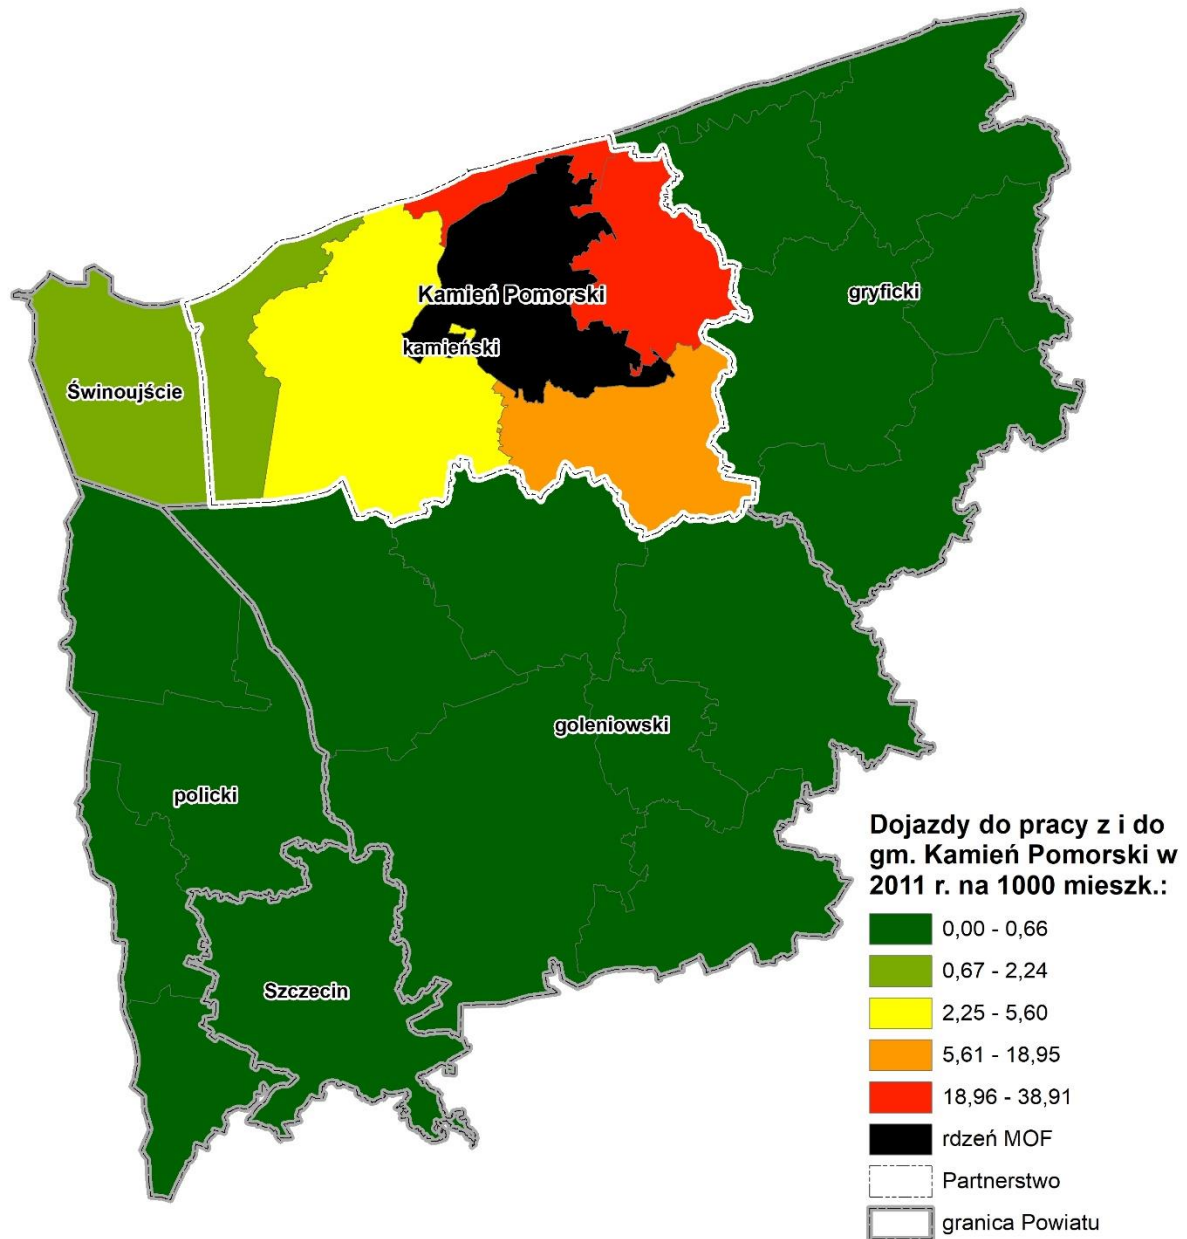 gryficki
Kamień Pomorski
kamieński
Świnoujście
goleniowski
policki
Szczecin
Dojazdy do pracy z i do
gm. Kamień Pomorski w
2011 r. na 1000 mieszk.:
0,00 - 0,66
0,67 - 2,24
2,25 - 5,60
5,61 - 18,95
18,96 - 38,91
rdzeń MOF
Partnerstwo
granica Powiatu